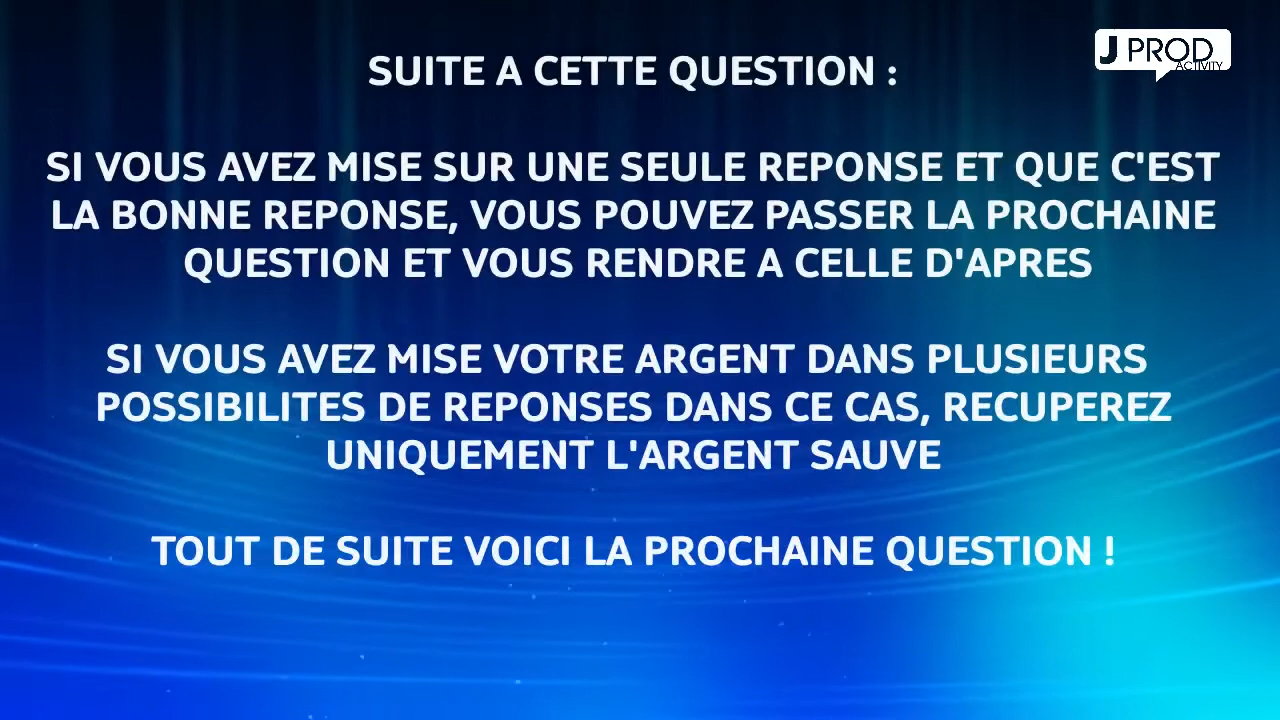 J PROD
ACTIVITY
SUITE A CETTE QUESTION :
SI VOUS AVEZ MISE SUR UNE SEULE REPONSE ET QUE C'EST
LA BONNE REPONSE, VOUS POUVEZ PASSER LA PROCHAINE
QUESTION ET VOUS RENDRE A CELLE D'APRES
SI VOUS AVEZ MISE VOTRE ARGENT DANS PLUSIEURS
POSSIBILITES DE REPONSES DANS CE CAS, RECUPEREZ
UNIQUEMENT L'ARGENT SAUVE
TOUT DE SUITE VOICI LA PROCHAINE QUESTION !